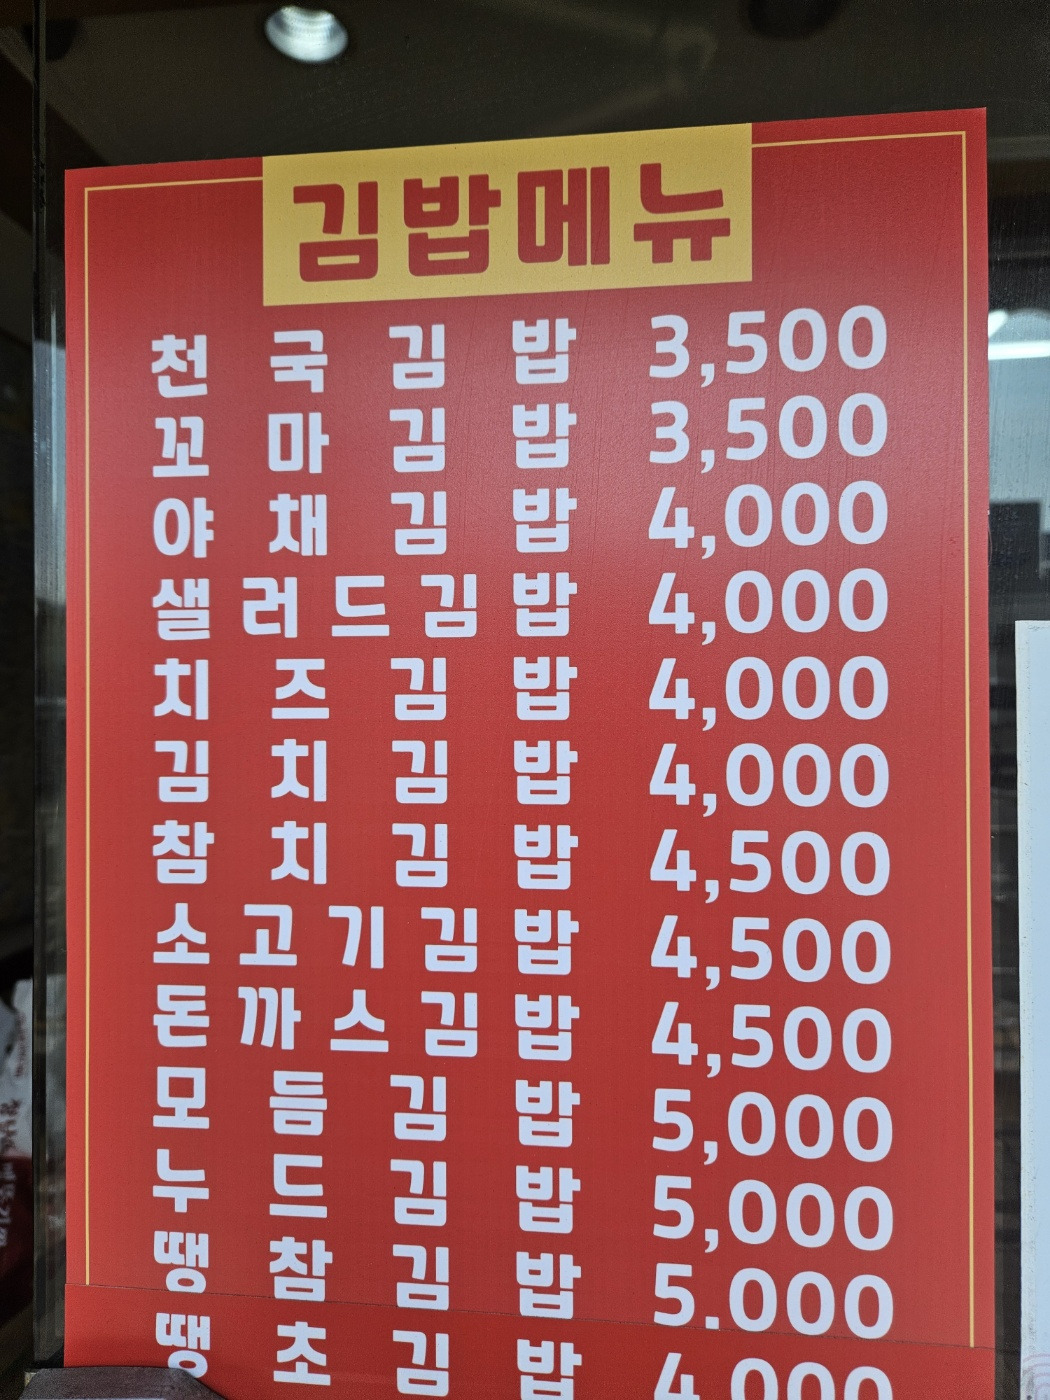 김밥메뉴
천국김밥 3,500
꼬마김밥 3,500
야채김밥 4,000
샐러드김밥 4,000
치즈김밥 4,000
김치김밥 4,000
참치김밥 4,500
소고기김밥 4,500
돈까스김밥 4,500
모듬김밥 5,000
누드김밥 5,000
땡참김밥 5.000
땡초김밥 4,000